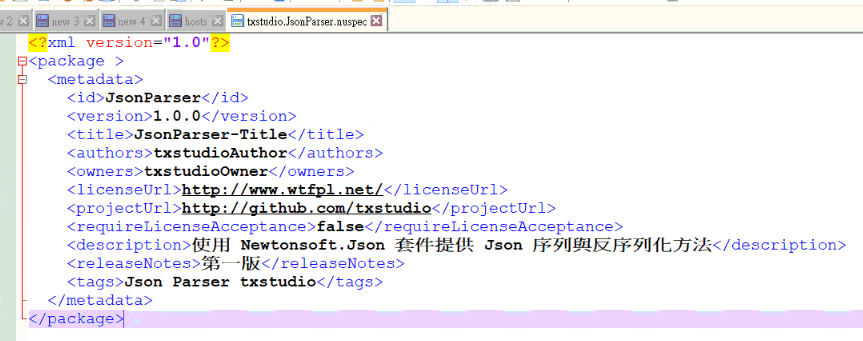 new 3
new 4
hosts
txstudio.JsonParser.nuspec
<?xml version="1.0"?>
<package >
<metadata>
<id>JsonParser</id>
<version>1.0.0</version>
<title>JsonParser-Title</title>
<authors>txstudioAuthor</authors>
<owners>txstudioOwner</owners>
<licenseUrl>http://www.wtfpl.net/</licenseUrl>
<projectUrl>http://github.com/txstudio</projectUrl>
<requireLicenseAcceptance>false</requireLicenseAcceptance>
<description>使用 Newtonsoft.Json 套件提供 Json 序列與反序列化方法</description>
<releaseNotes>第一版</releaseNotes>
<tags>Json Parser txstudio</tags>
</metadata>
</package>